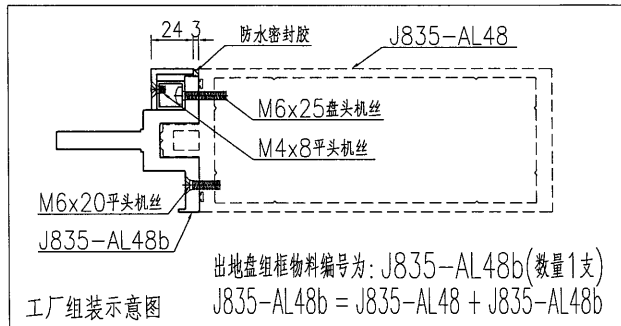 24 3
防水密封胶
J835-AL48
M6x25盘头机丝
M4x8平头机丝
M6x20平头机丝
J835-AL48b
出地盘组框物料编号为: J835-AL48b(数量1支)
工厂组装示意图
J835-AL48b = J835-AL48 + J835-AL48b